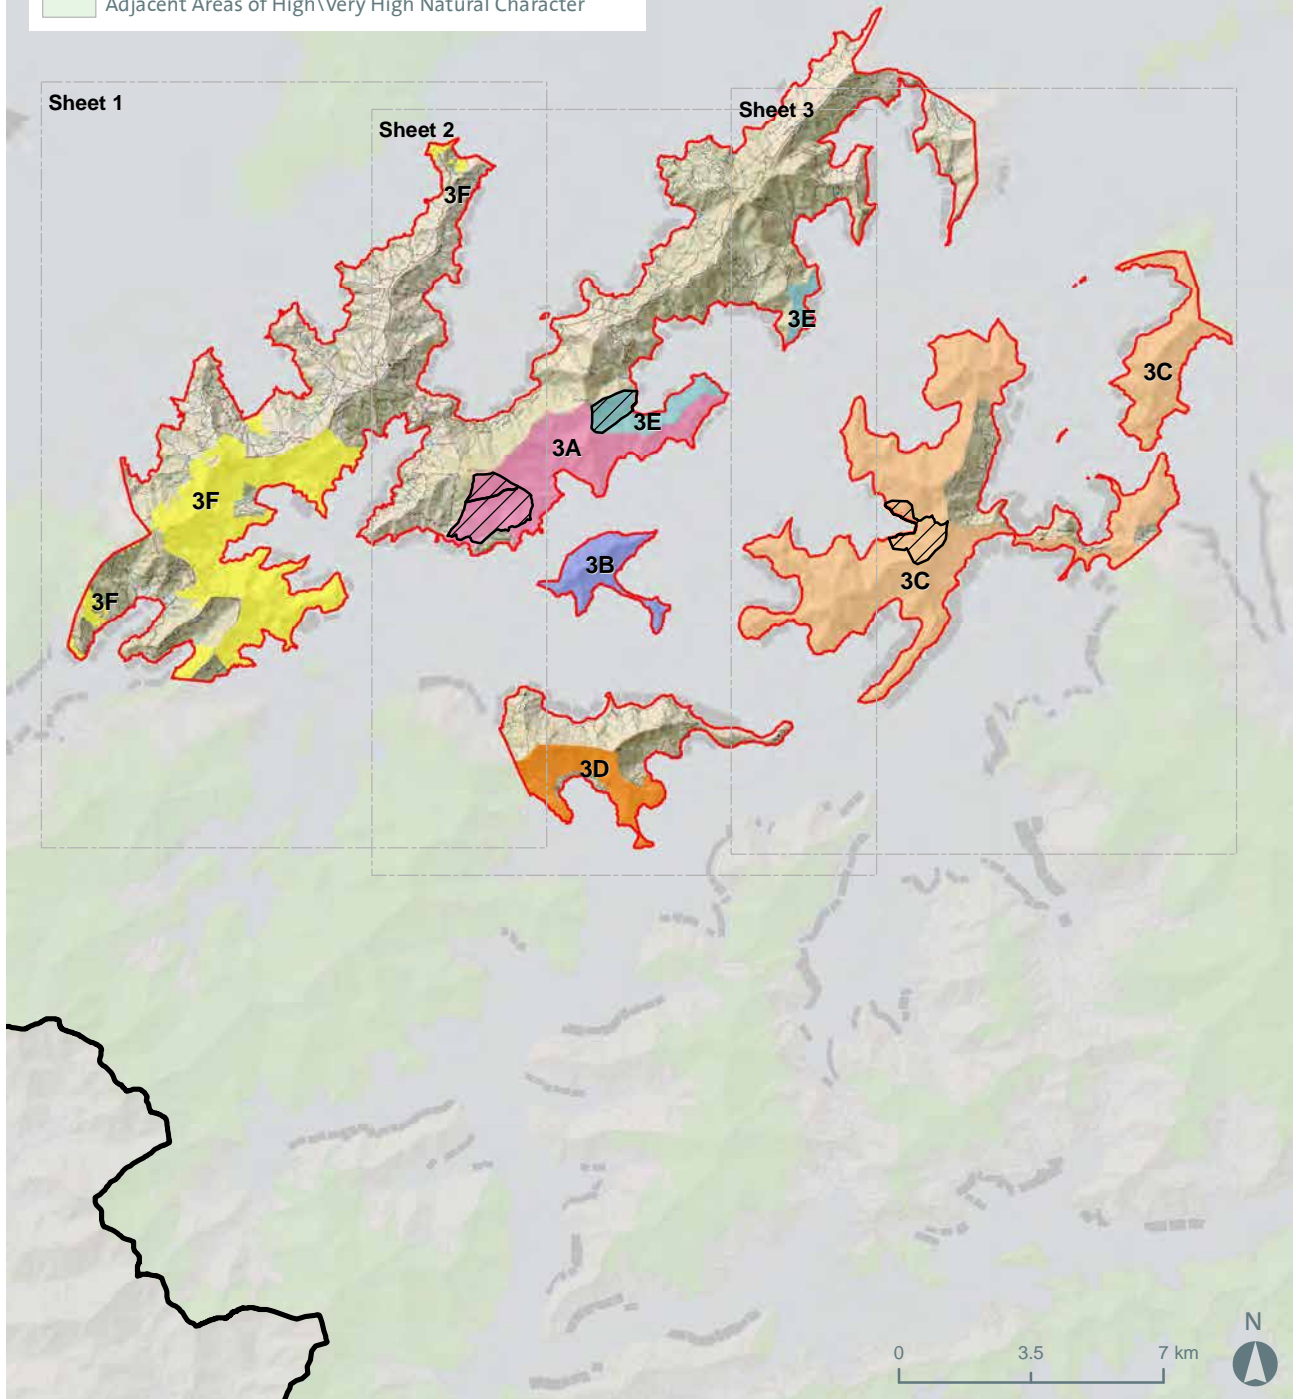 Adjacent Areas of High\Very High Natural Character
Sheet 1
Sheet 2
Sheet 3
3F
3E
3C
3E
3A
3F
3B
3C
3F
3D
N
0 3.5 7 km